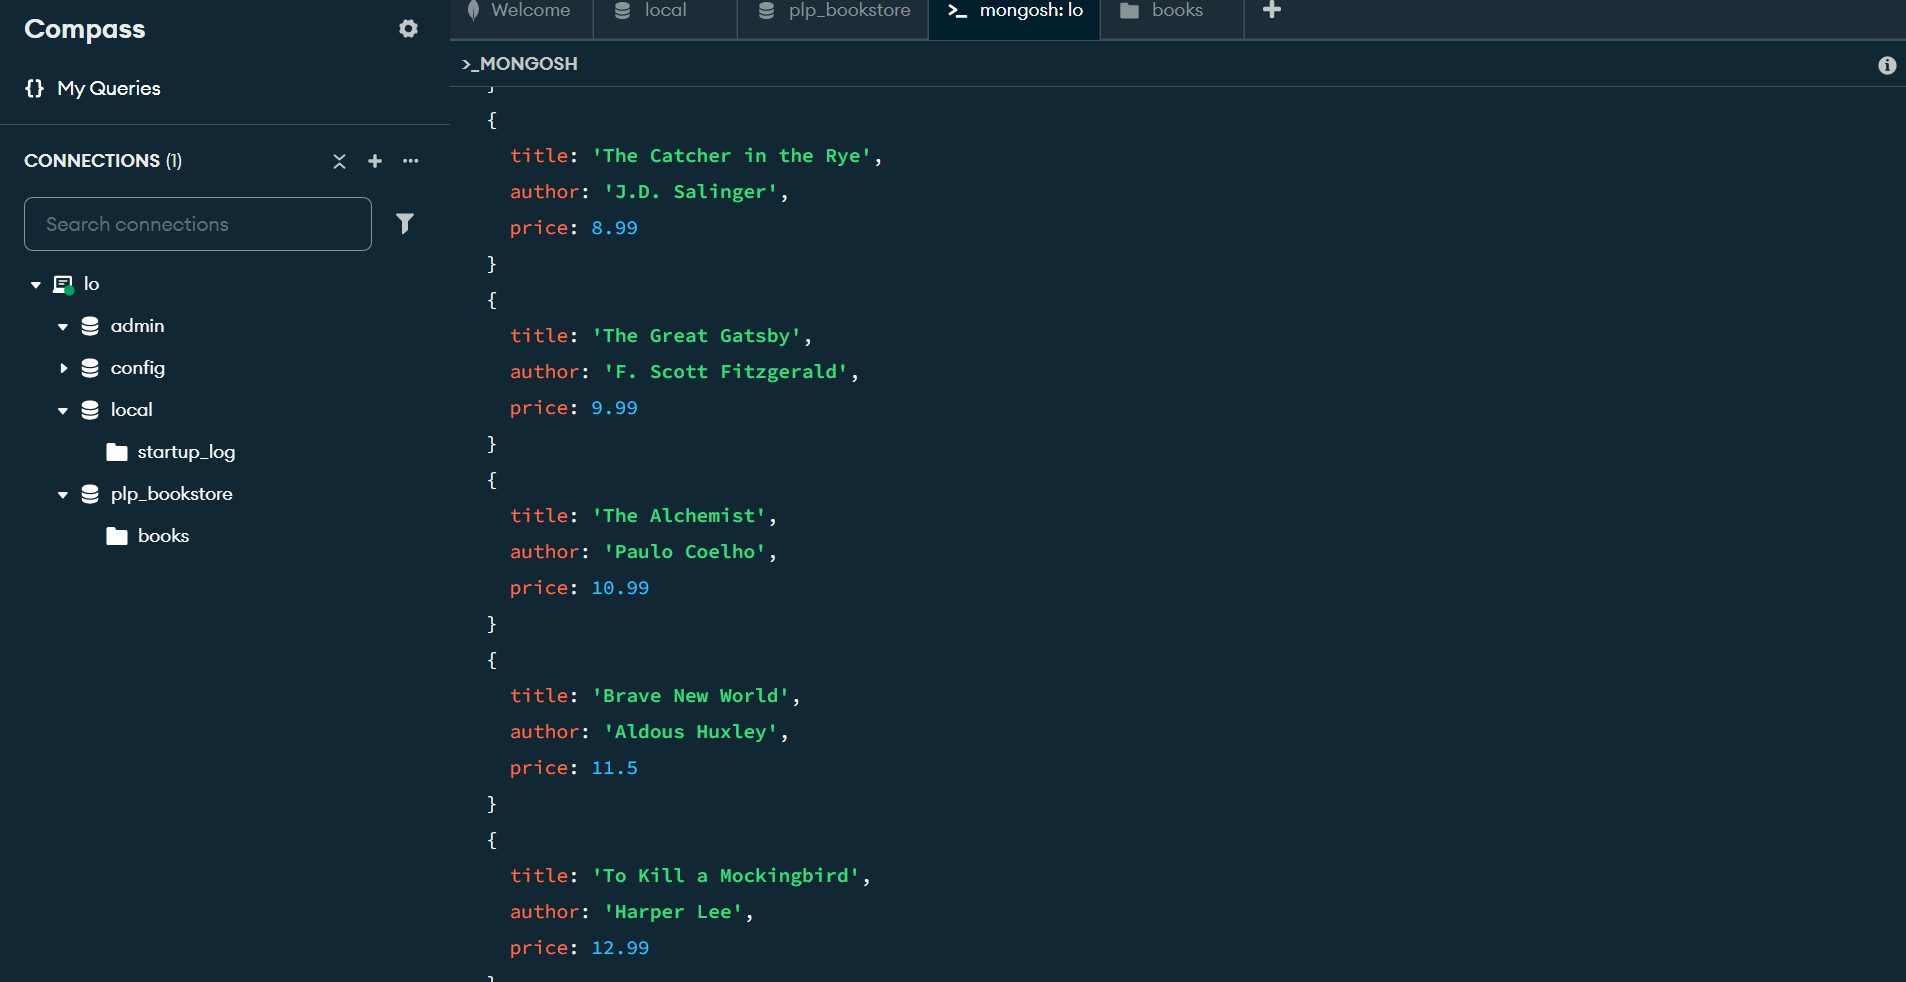 Compass
{} My Queries
CONNECTIONS (1)
Search connections
lo
admin
config
local
startup_log
plp_bookstore
books
Welcome
local
plp_bookstore
>_ mongosh: lo
books
>_MONGOSH
}
{
title: 'The Catcher in the Rye',
author: 'J.D. Salinger',
price: 8.99
}
{
title: 'The Great Gatsby',
author: 'F. Scott Fitzgerald',
price: 9.99
}
{
title: 'The Alchemist',
author: 'Paulo Coelho',
price: 10.99
}
{
title: 'Brave New World',
author: 'Aldous Huxley',
price: 11.5
}
{
title: 'To Kill a Mockingbird',
author: 'Harper Lee',
price: 12.99
}